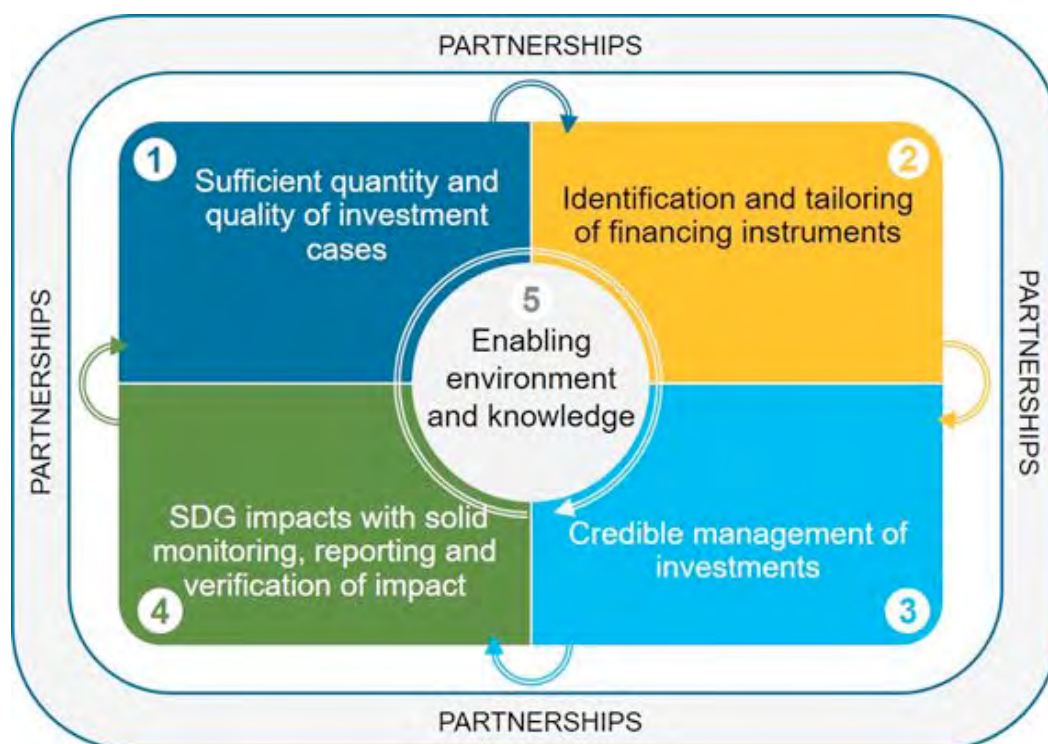 PARTNERSHIPS
1
Sufficient quantity and
quality of investment
cases
2
Identification and tailoring
of financing instruments
PARTNERSHIPS
PARTNERSHIPS
5
Enabling
environment
and knowledge
SDG impacts with solid
monitoring, reporting and
verification of impact
4
Credible management of
investments
3
PARTNERSHIPS